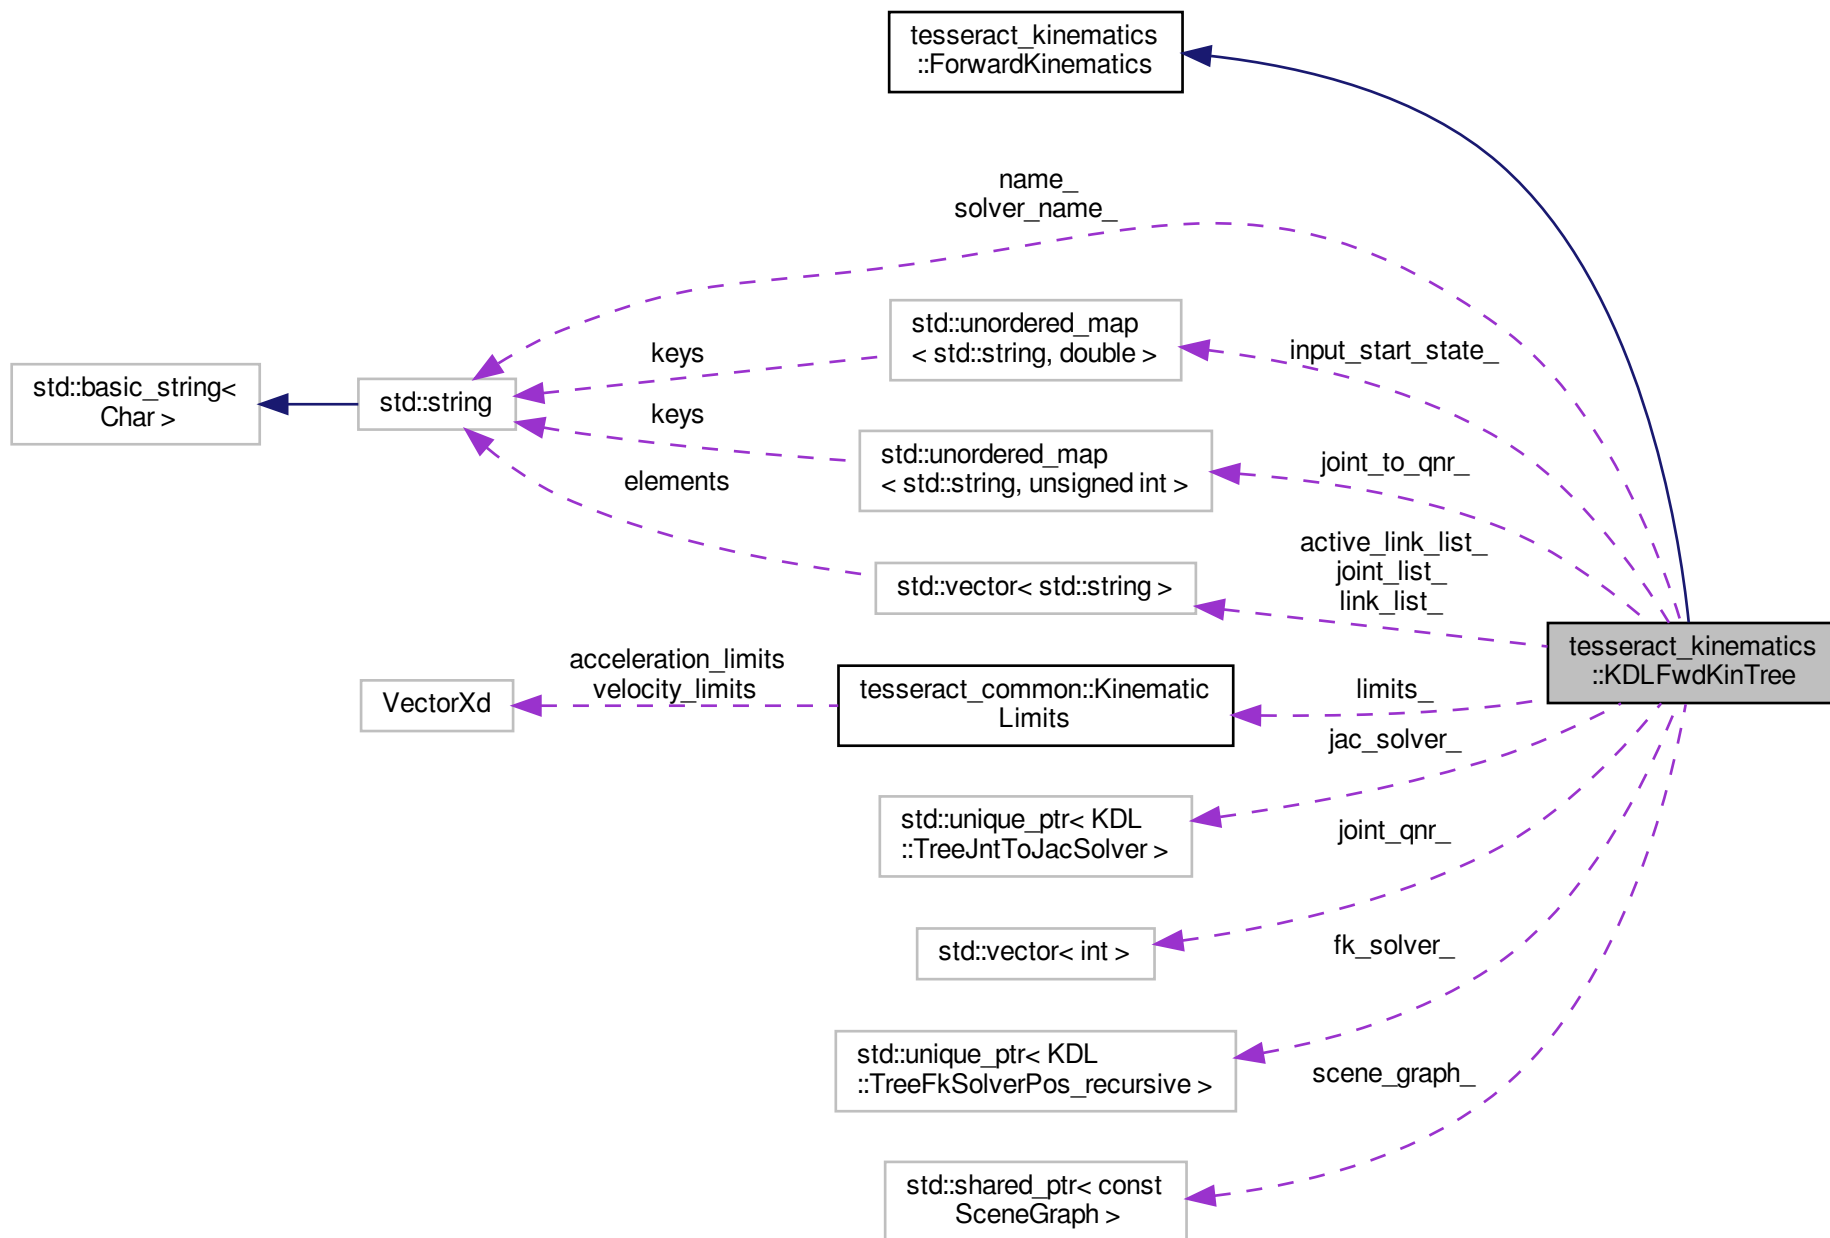 tesseract_kinematics
::ForwardKinematics
name_
solver_name_
std::unordered_map
< std::string, double >
input_start_state_
keys
std::basic_string<
Char >
std::string
keys
std::unordered_map
< std::string, unsigned int >
joint_to_qnr_
elements
std::vector< std::string >
active_link_list_
joint_list_
link_list_
tesseract_kinematics
::KDLFwdKinTree
acceleration_limits
velocity_limits
VectorXd
tesseract_common::Kinematic
Limits
limits_
jac_solver_
std::unique_ptr< KDL
::TreeJntToJacSolver >
joint_qnr_
std::vector< int >
fk_solver_
std::unique_ptr< KDL
::TreeFkSolverPos_recursive >
scene_graph_
std::shared_ptr< const
SceneGraph >